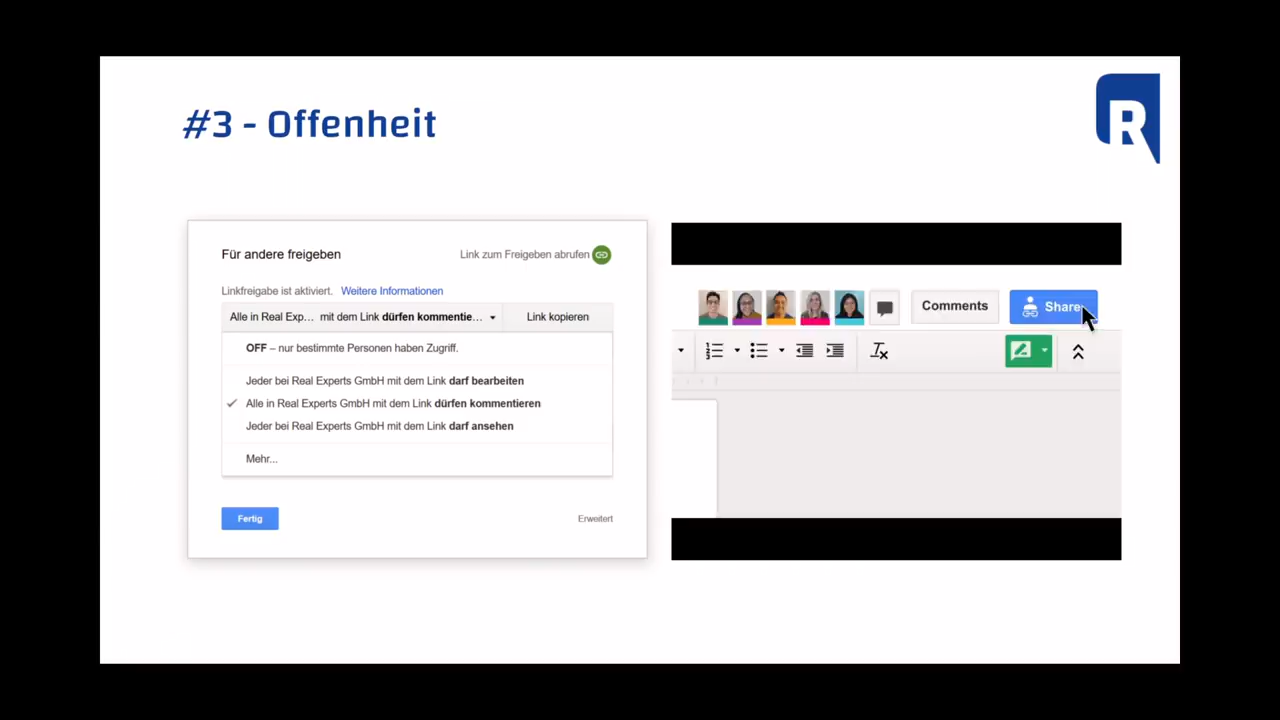 #3 - Offenheit
R
Für andere freigeben
Link zum Freigeben abrufen
Linkfreigabe ist aktiviert. Weitere Informationen
Alle in Real Exp... mit dem Link dürfen kommentie...
Link kopieren
OFF – nur bestimmte Personen haben Zugriff.
Jeder bei Real Experts GmbH mit dem Link darf bearbeiten
Alle in Real Experts GmbH mit dem Link dürfen kommentieren
Jeder bei Real Experts GmbH mit dem Link darf ansehen
Mehr...
Fertig
Erweitert
Comments
Share